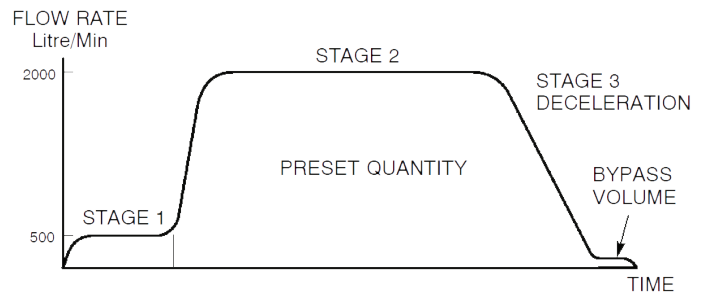 FLOW RATE
Litre/Min
2000
STAGE 2
STAGE 3
DECELERATION
PRESET QUANTITY
BYPASS
VOLUME
STAGE 1
500
TIME